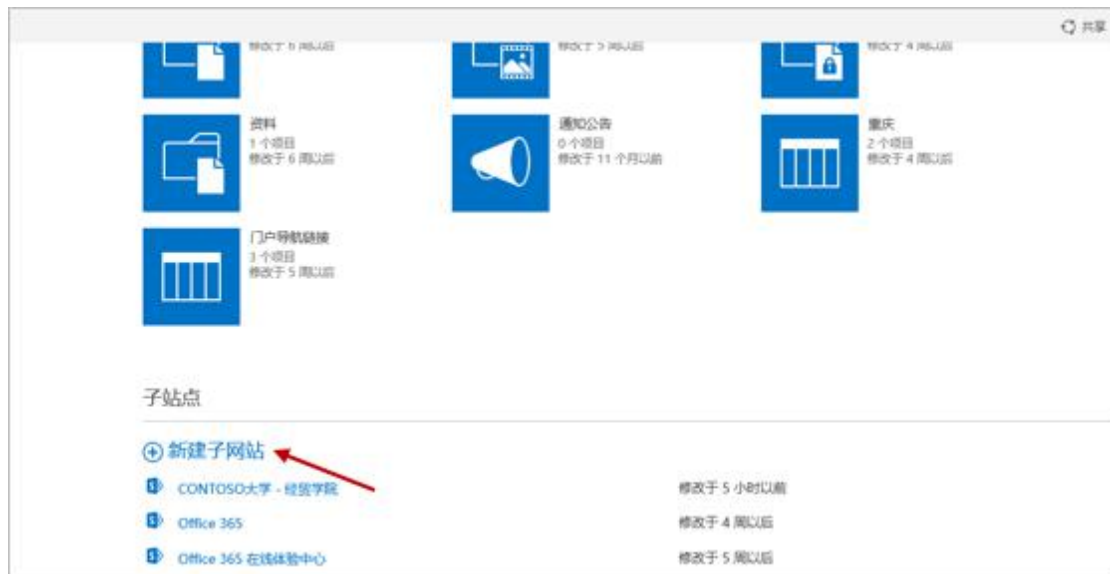 共享
修改于 6 周以后
修改于 5 周以后
修改于 4 周以后
资料
1 个项目
修改于 6 周以后
通知公告
0 个项目
修改于 11 个月以前
重庆
2 个项目
修改于 4 周以后
门户导航链接
3 个项目
修改于 5 周以后
子站点
新建子网站
CONTOSO大学 - 经贸学院
修改于 5 小时以前
Office 365
修改于 4 周以后
Office 365 在线体验中心
修改于 5 周以后